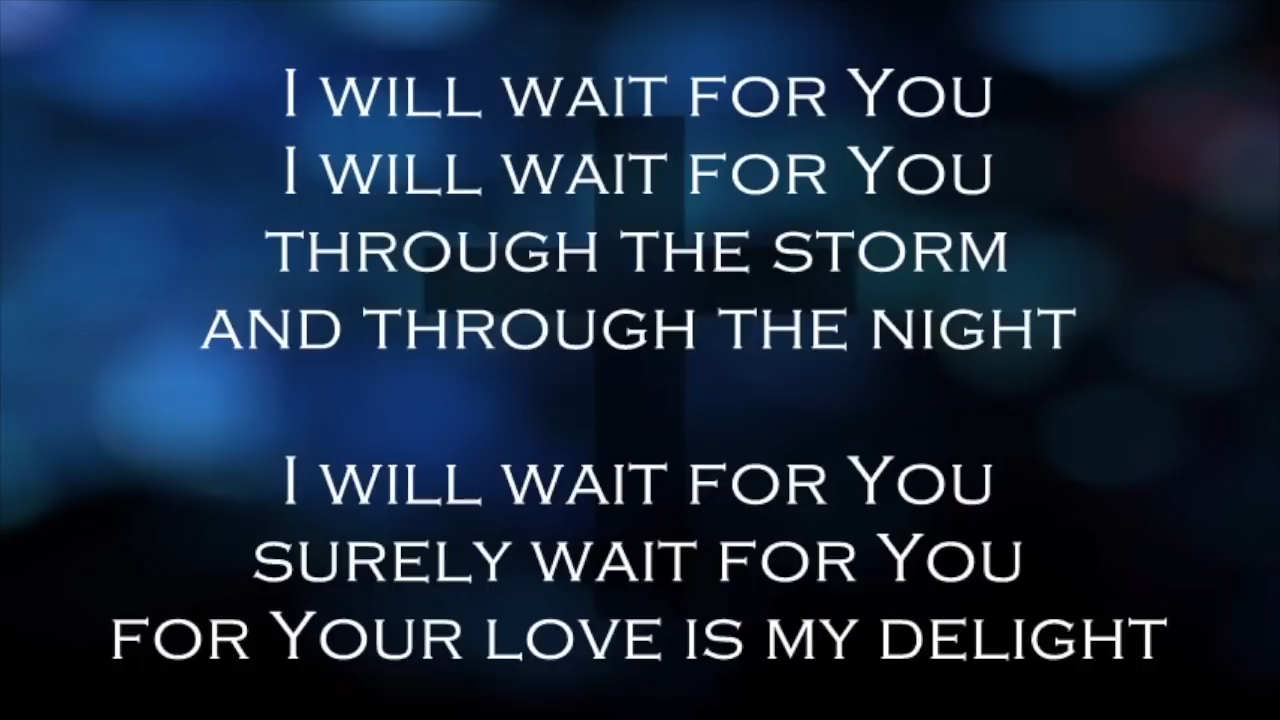 I WILL WAIT FOR YOU
I WILL WAIT FOR YOU
THROUGH THE STORM
AND THROUGH THE NIGHT
I WILL WAIT FOR YOU
SURELY WAIT FOR YOU
FOR YOUR LOVE IS MY DELIGHT